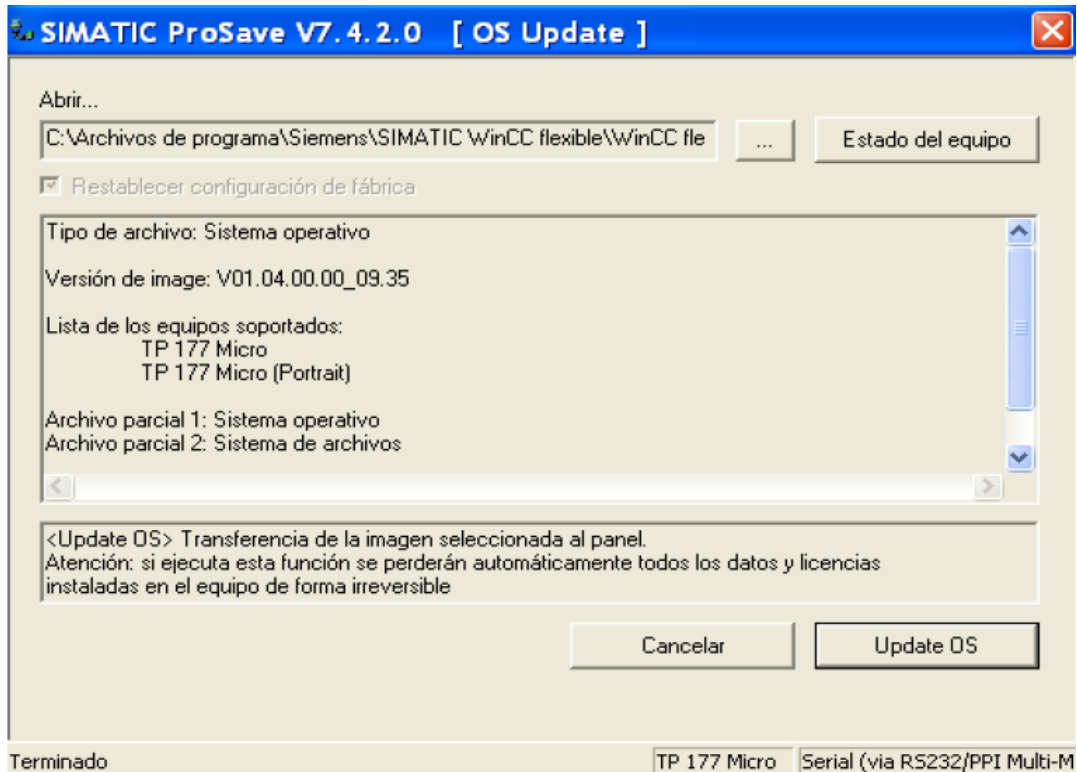 SIMATIC ProSave V7.4.2.0 [ OS Update ]
Abrir...
C:\Archivos de programa\Siemens\SIMATIC WinCC flexible\WinCC fle
...
Estado del equipo
Restablecer configuración de fábrica
Tipo de archivo: Sistema operativo
Versión de image: V01.04.00.00_09.35
Lista de los equipos soportados:
TP 177 Micro
TP 177 Micro (Portrait)
Archivo parcial 1: Sistema operativo
Archivo parcial 2: Sistema de archivos
<Update OS> Transferencia de la imagen seleccionada al panel.
Atención: si ejecuta esta función se perderán automáticamente todos los datos y licencias
instaladas en el equipo de forma irreversible
Cancelar
Update OS
Terminado
TP 177 Micro
Serial (via RS232/PPI Multi-M